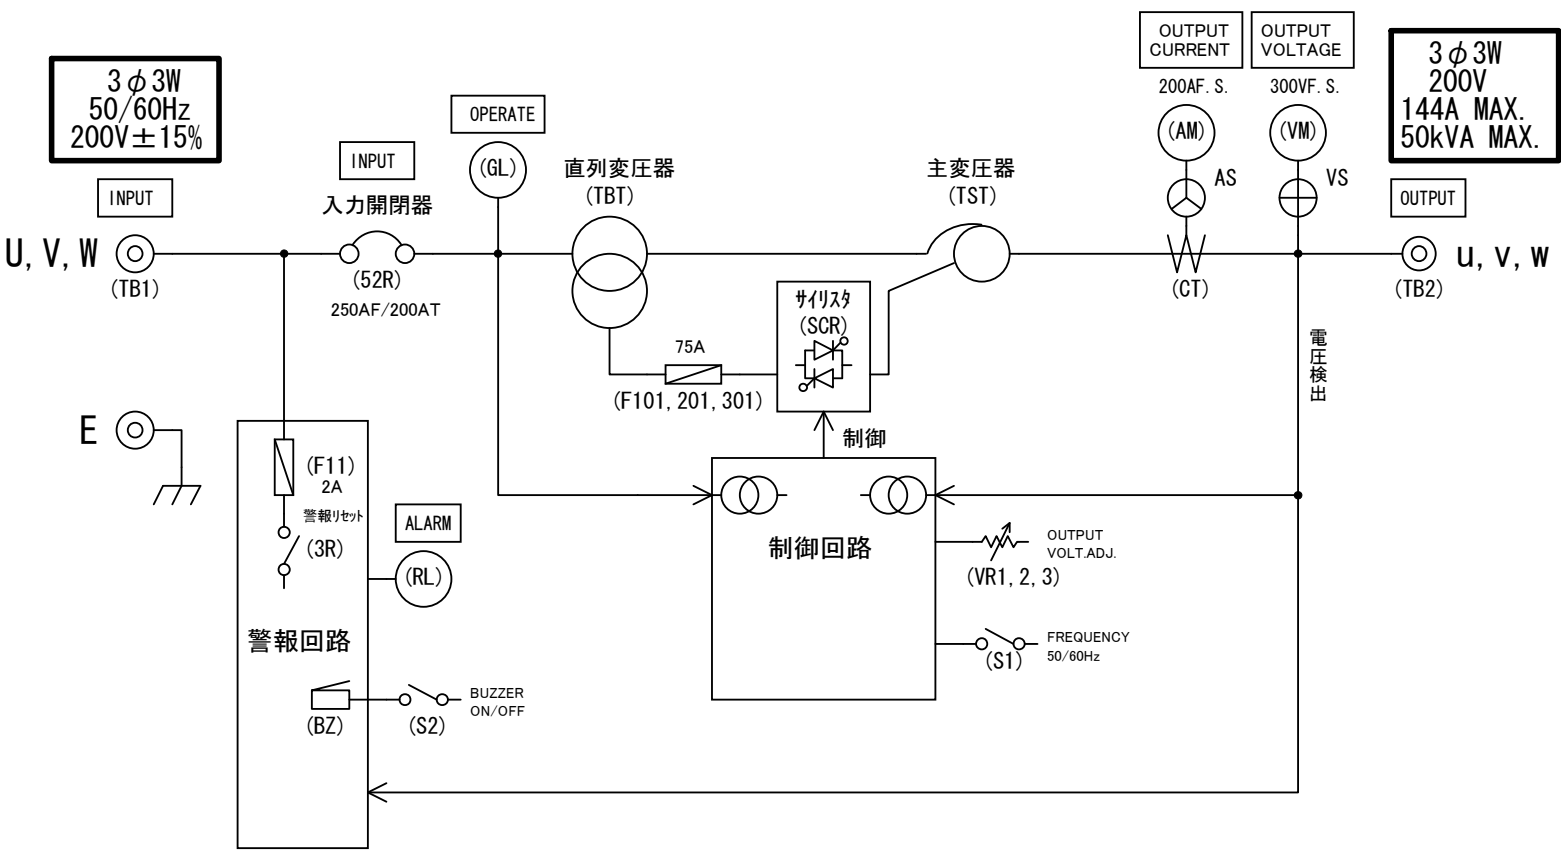 3φ3W
50/60Hz
200V±15%
INPUT
U, V, W
(TB1)
INPUT
入力開閉器
(52R)
250AF/200AT
OPERATE
(GL)
直列変圧器
(TBT)
主変圧器
(TST)
OUTPUT
CURRENT
200AF. S.
(AM)
AS
(CT)
OUTPUT
VOLTAGE
300VF. S.
(VM)
VS
3φ3W
200V
144A MAX.
50kVA MAX.
OUTPUT
u, v, w
(TB2)
電圧検出
サイリスタ
(SCR)
75A
(F101, 201, 301)
制御
E
(F11)
2A
警報リセット
(3R)
ALARM
(RL)
警報回路
(BZ)
(S2)
BUZZER
ON/OFF
制御回路
OUTPUT
VOLT.ADJ.
(VR1, 2, 3)
FREQUENCY
50/60Hz
(S1)